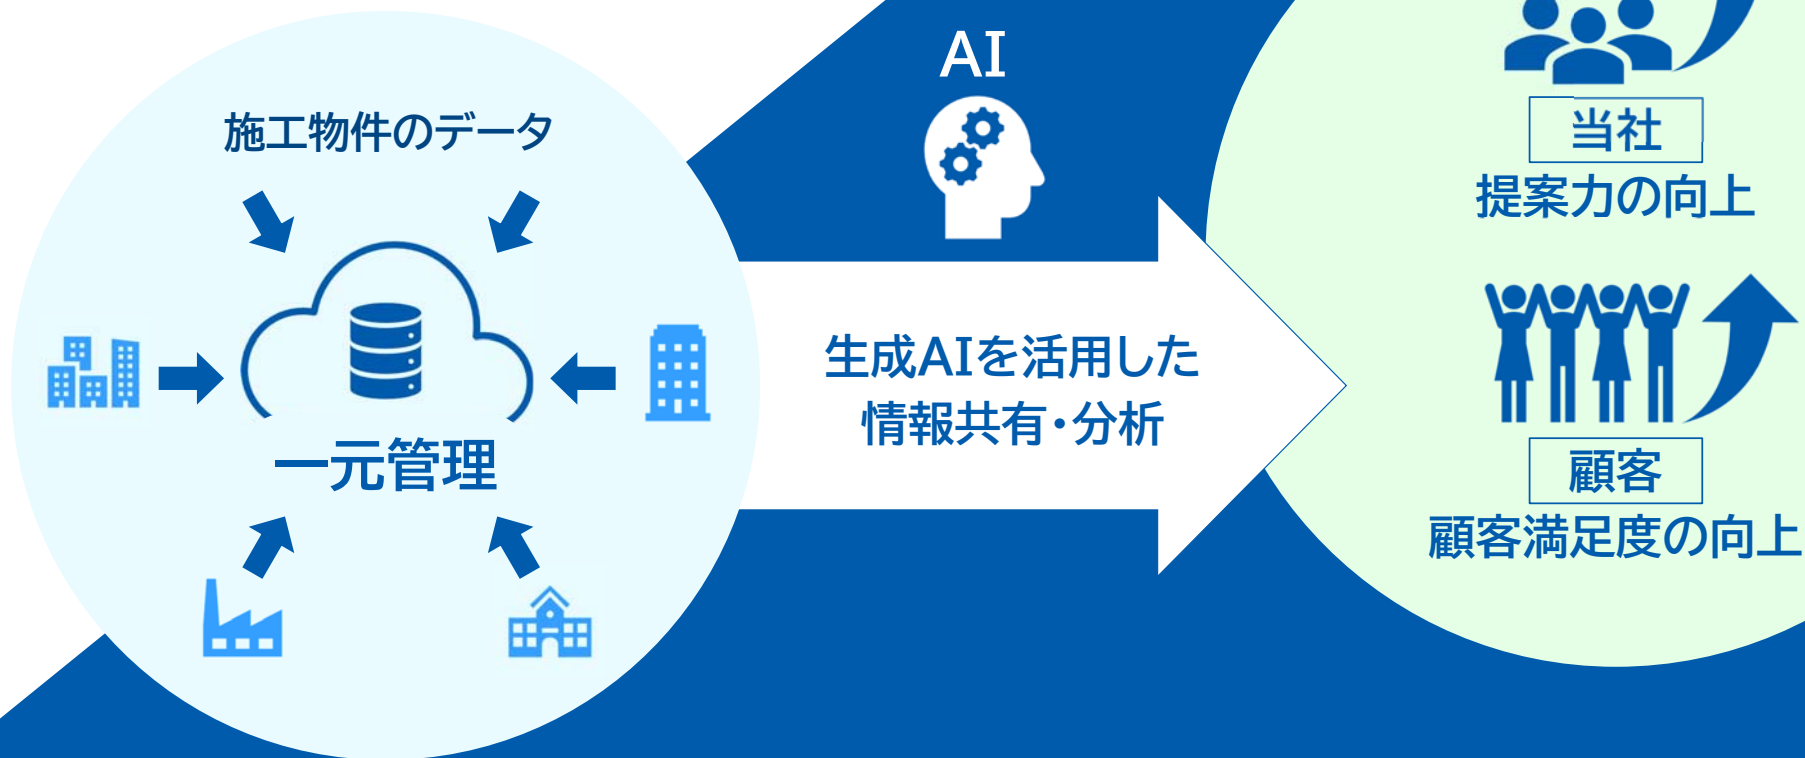 施工物件のデータ
一元管理
AI
生成AIを活用した
情報共有・分析
当社
提案力の向上
顧客
顧客満足度の向上